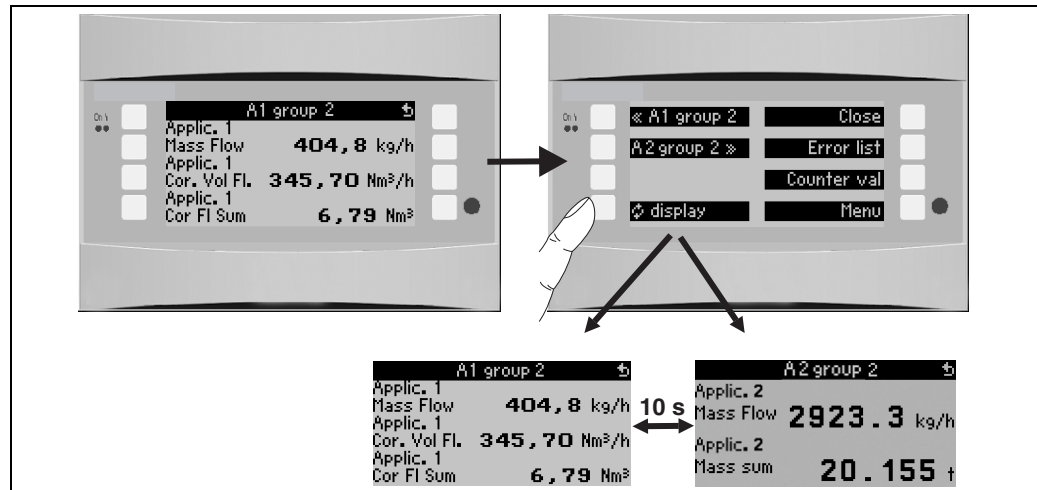 A1 group 2
Applic. 1
Mass Flow 404,8 kg/h
Applic. 1
Cor. Vol Fl. 345,70 Nm³/h
Applic. 1
Cor Fl Sum 6,79 Nm³
« A1 group 2 Close
A2 group 2 » Error list
Counter val
display Menu
A1 group 2
Applic. 1
Mass Flow 404,8 kg/h
Applic. 1
Cor. Vol Fl. 345,70 Nm³/h
Applic. 1
Cor Fl Sum 6,79 Nm³
10 s
A2 group 2
Applic. 2
Mass Flow 2923.3 kg/h
Applic. 2
Mass sum 20.155 t